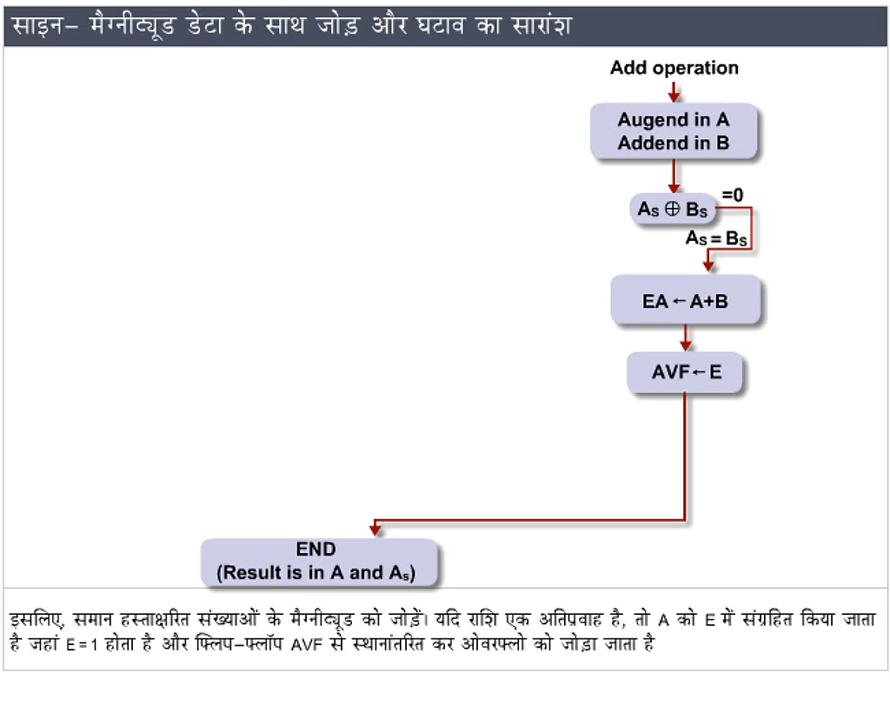 साइन- मैग्नीट्यूड डेटा के साथ जोड़ और घटाव का सारांश
Add operation
Augend in A
Addend in B
=0
As ⊕ Bs
As = Bs
EA ← A+B
AVF ← E
END
(Result is in A and As)
इसलिए, समान हस्ताक्षरित संख्याओं के मैग्नीट्यूड को जोड़ें। यदि राशि एक अतिप्रवाह है, तो A को E में संग्रहित किया जाता
है जहां E=1 होता है और फ्लिप-फ्लॉप AVF से स्थानांतरित कर ओवरफ्लो को जोड़ा जाता है